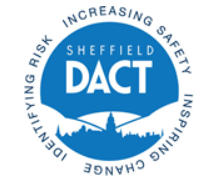 IDENTIFYING RISK INCREASING SAFETY INSPIRING CHANGE
SHEFFIELD
DACT